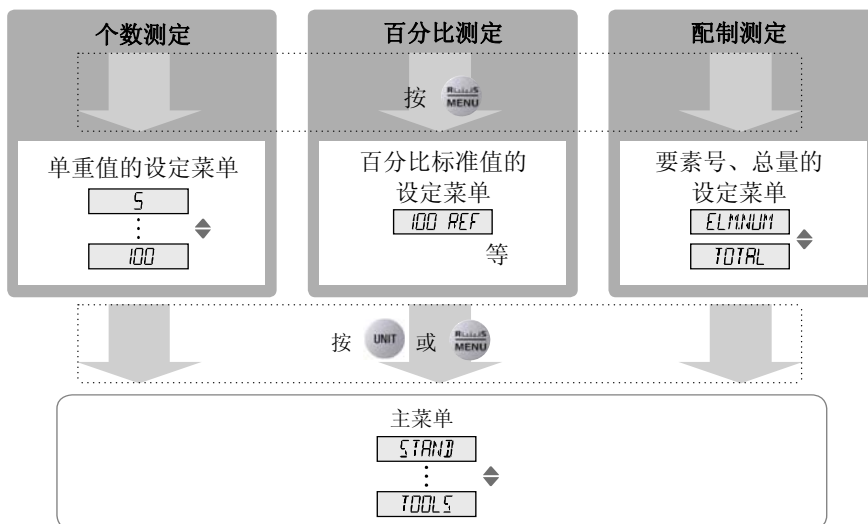 个数测定
百分比测定
配制测定
按 MENU
单重值的设定菜单
5
100
百分比标准值的
设定菜单
100 REF
等
要素号、总量的
设定菜单
ELM.NUM
TOTAL
按 UNIT 或 MENU
主菜单
STAND
TOOLS